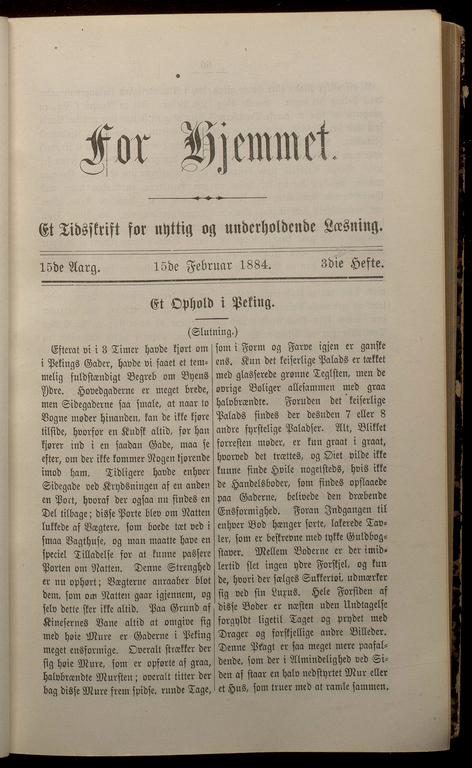 For Hjemmet.
Et Tidsskrift for nyttig og underholdende Læsning.
15de Aarg. 15de Februar 1884. 3die Hefte.
Et Ophold i Peking.
(Slutning.)
Efterat vi i 3 Timer havde kjørt om
i Pekings Gader, havde vi faaet et tem-
melig fuldstændigt Begreb om Byens
Ydre. Hovedgaderne er meget brede,
men Sidegaderne saa smale, at naar to
Vogne møder hinanden, kan de ikke kjøre
tilside, hvorfor en Kudsk altid, før han
kjører ind i en saadan Gade, maa se
efter, om der ikke kommer Nogen kjørende
imod ham. Tidligere havde enhver
Sidegade ved Krydsningen af en anden
en Port, hvoraf der ogsaa nu findes en
Del tilbage; disse Porte blev om Natten
lukkede af Vægtere, som boede tæt ved i
smaa Vagthuse, og man maatte have en
speciel Tilladelse for at kunne passere
Porten om Natten. Denne Strenghed
er nu ophørt; Vægterne anraaber blot
dem, som om Natten gaar igjennem, og
selv dette sker ikke altid. Paa Grund af
Kinesernes Vane altid at omgive sig
med høie Mure er Gaderne i Peking
meget ensformige. Overalt strækker der
sig høie Mure, som er opførte af graa,
halvbrændte Mursten; overalt titter der
bag disse Mure frem spidse, runde Tage,
som i Form og Farve igjen er ganske
ens. Kun det keiserlige Palads er tækket
med glasserede grønne Teglsten, men de
øvrige Boliger allesammen med graa
halvbrændte. Foruden det keiserlige
Palads findes der desuden 7 eller 8
andre fyrstelige Paladser. Alt, Blikket
forresten møder, er kun graat i graat,
hvorved det trættes, og Øiet vilde ikke
kunne finde Hvile nogetsteds, hvis ikke
de Handelsboder, som findes opslaaede
paa Gaderne, belivede den dræbende
Ensformighed. Foran Indgangen til
enhver Bod hænger sorte, lakerede Tav-
ler, som er beskrevne med tykke Guldbog-
staver. Mellem Boderne er der imid-
lertid slet ingen ydre Forskjel, og kun
de, hvori der sælges Sukkertøi, udmærker
sig ved sin Luxus. Hele Forsiden af
disse Boder er næsten uden Undtagelse
forgyldt ligetil Taget og prydet med
Drager og forskjellige andre Billeder.
Denne Pragt er saa meget mere paafal-
dende, som der i Almindelighed ved Si-
den af staar en halv nedstyrtet Mur eller
et Hus, som truer med at ramle sammen.